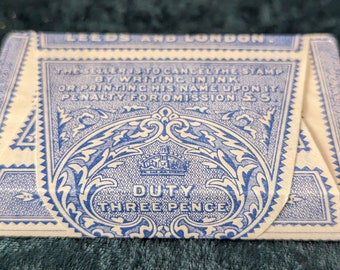 LEEDS AND LONDON.
THE SELLER IS TO CANCEL THE STAMP
BY WRITING IN INK
OR PRINTING HIS NAME UPON IT.
PENALTY FOR OMISSION £5
DUTY
THREE PENCE